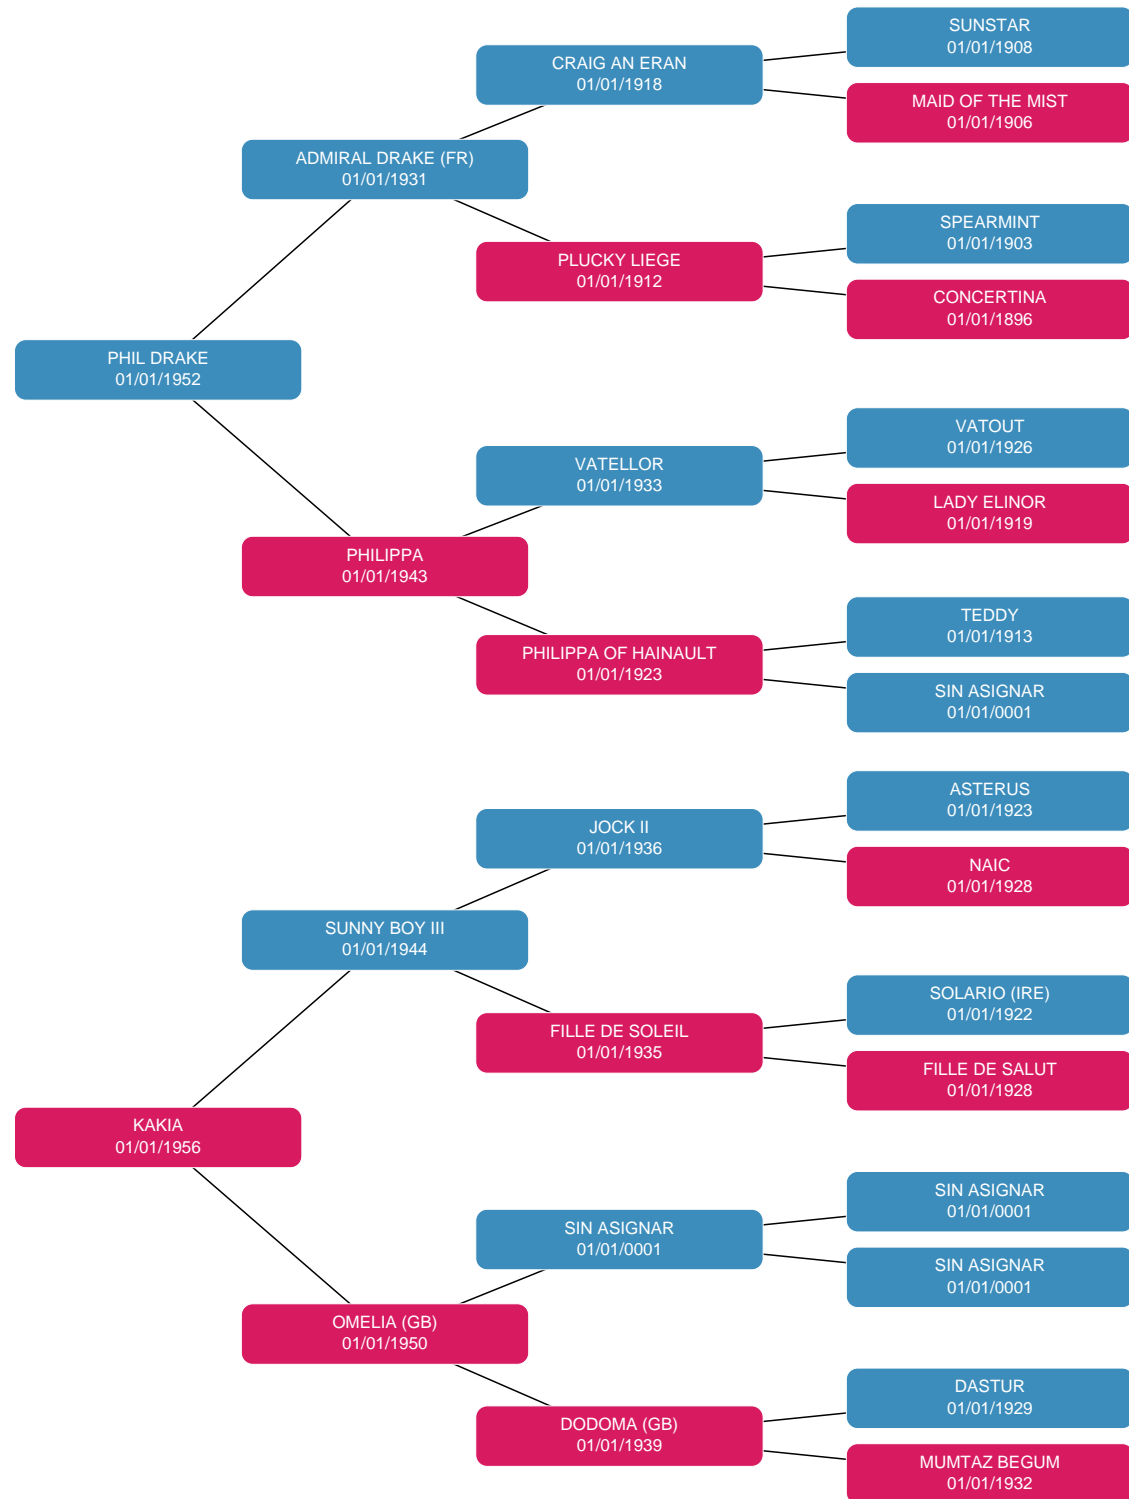 SUNSTAR
01/01/1908
CRAIG AN ERAN
01/01/1918
MAID OF THE MIST
01/01/1906
ADMIRAL DRAKE (FR)
01/01/1931
SPEARMINT
01/01/1903
PLUCKY LIEGE
01/01/1912
CONCERTINA
01/01/1896
PHIL DRAKE
01/01/1952
VATOUT
01/01/1926
VATELLOR
01/01/1933
LADY ELINOR
01/01/1919
PHILIPPA
01/01/1943
TEDDY
01/01/1913
PHILIPPA OF HAINAULT
01/01/1923
SIN ASIGNAR
01/01/0001
ASTERUS
01/01/1923
JOCK II
01/01/1936
NAIC
01/01/1928
SUNNY BOY III
01/01/1944
SOLARIO (IRE)
01/01/1922
FILLE DE SOLEIL
01/01/1935
FILLE DE SALUT
01/01/1928
KAKIA
01/01/1956
SIN ASIGNAR
01/01/0001
SIN ASIGNAR
01/01/0001
SIN ASIGNAR
01/01/0001
OMELIA (GB)
01/01/1950
DASTUR
01/01/1929
DODOMA (GB)
01/01/1939
MUMTAZ BEGUM
01/01/1932